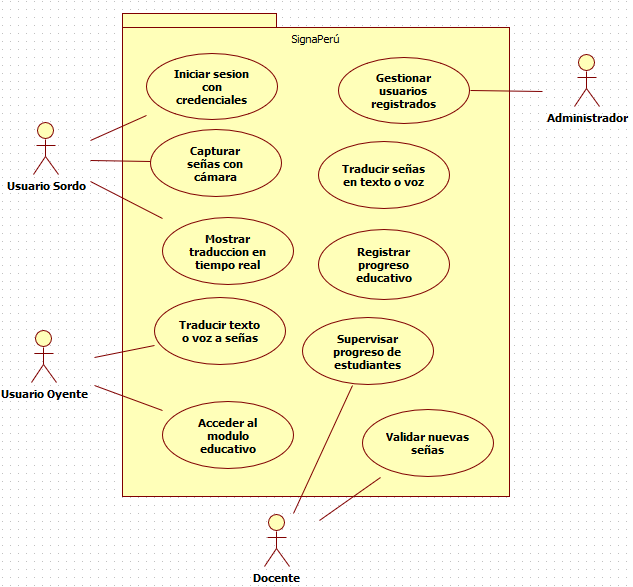 SignaPerú
Iniciar sesion
con
credenciales
Gestionar
usuarios
registrados
Administrador
Usuario Sordo
Capturar
señas con
cámara
Traducir señas
en texto o voz
Mostrar
traduccion en
tiempo real
Registrar
progreso
educativo
Usuario Oyente
Traducir texto
o voz a señas
Supervisar
progreso de
estudiantes
Acceder al
modulo
educativo
Validar nuevas
señas
Docente